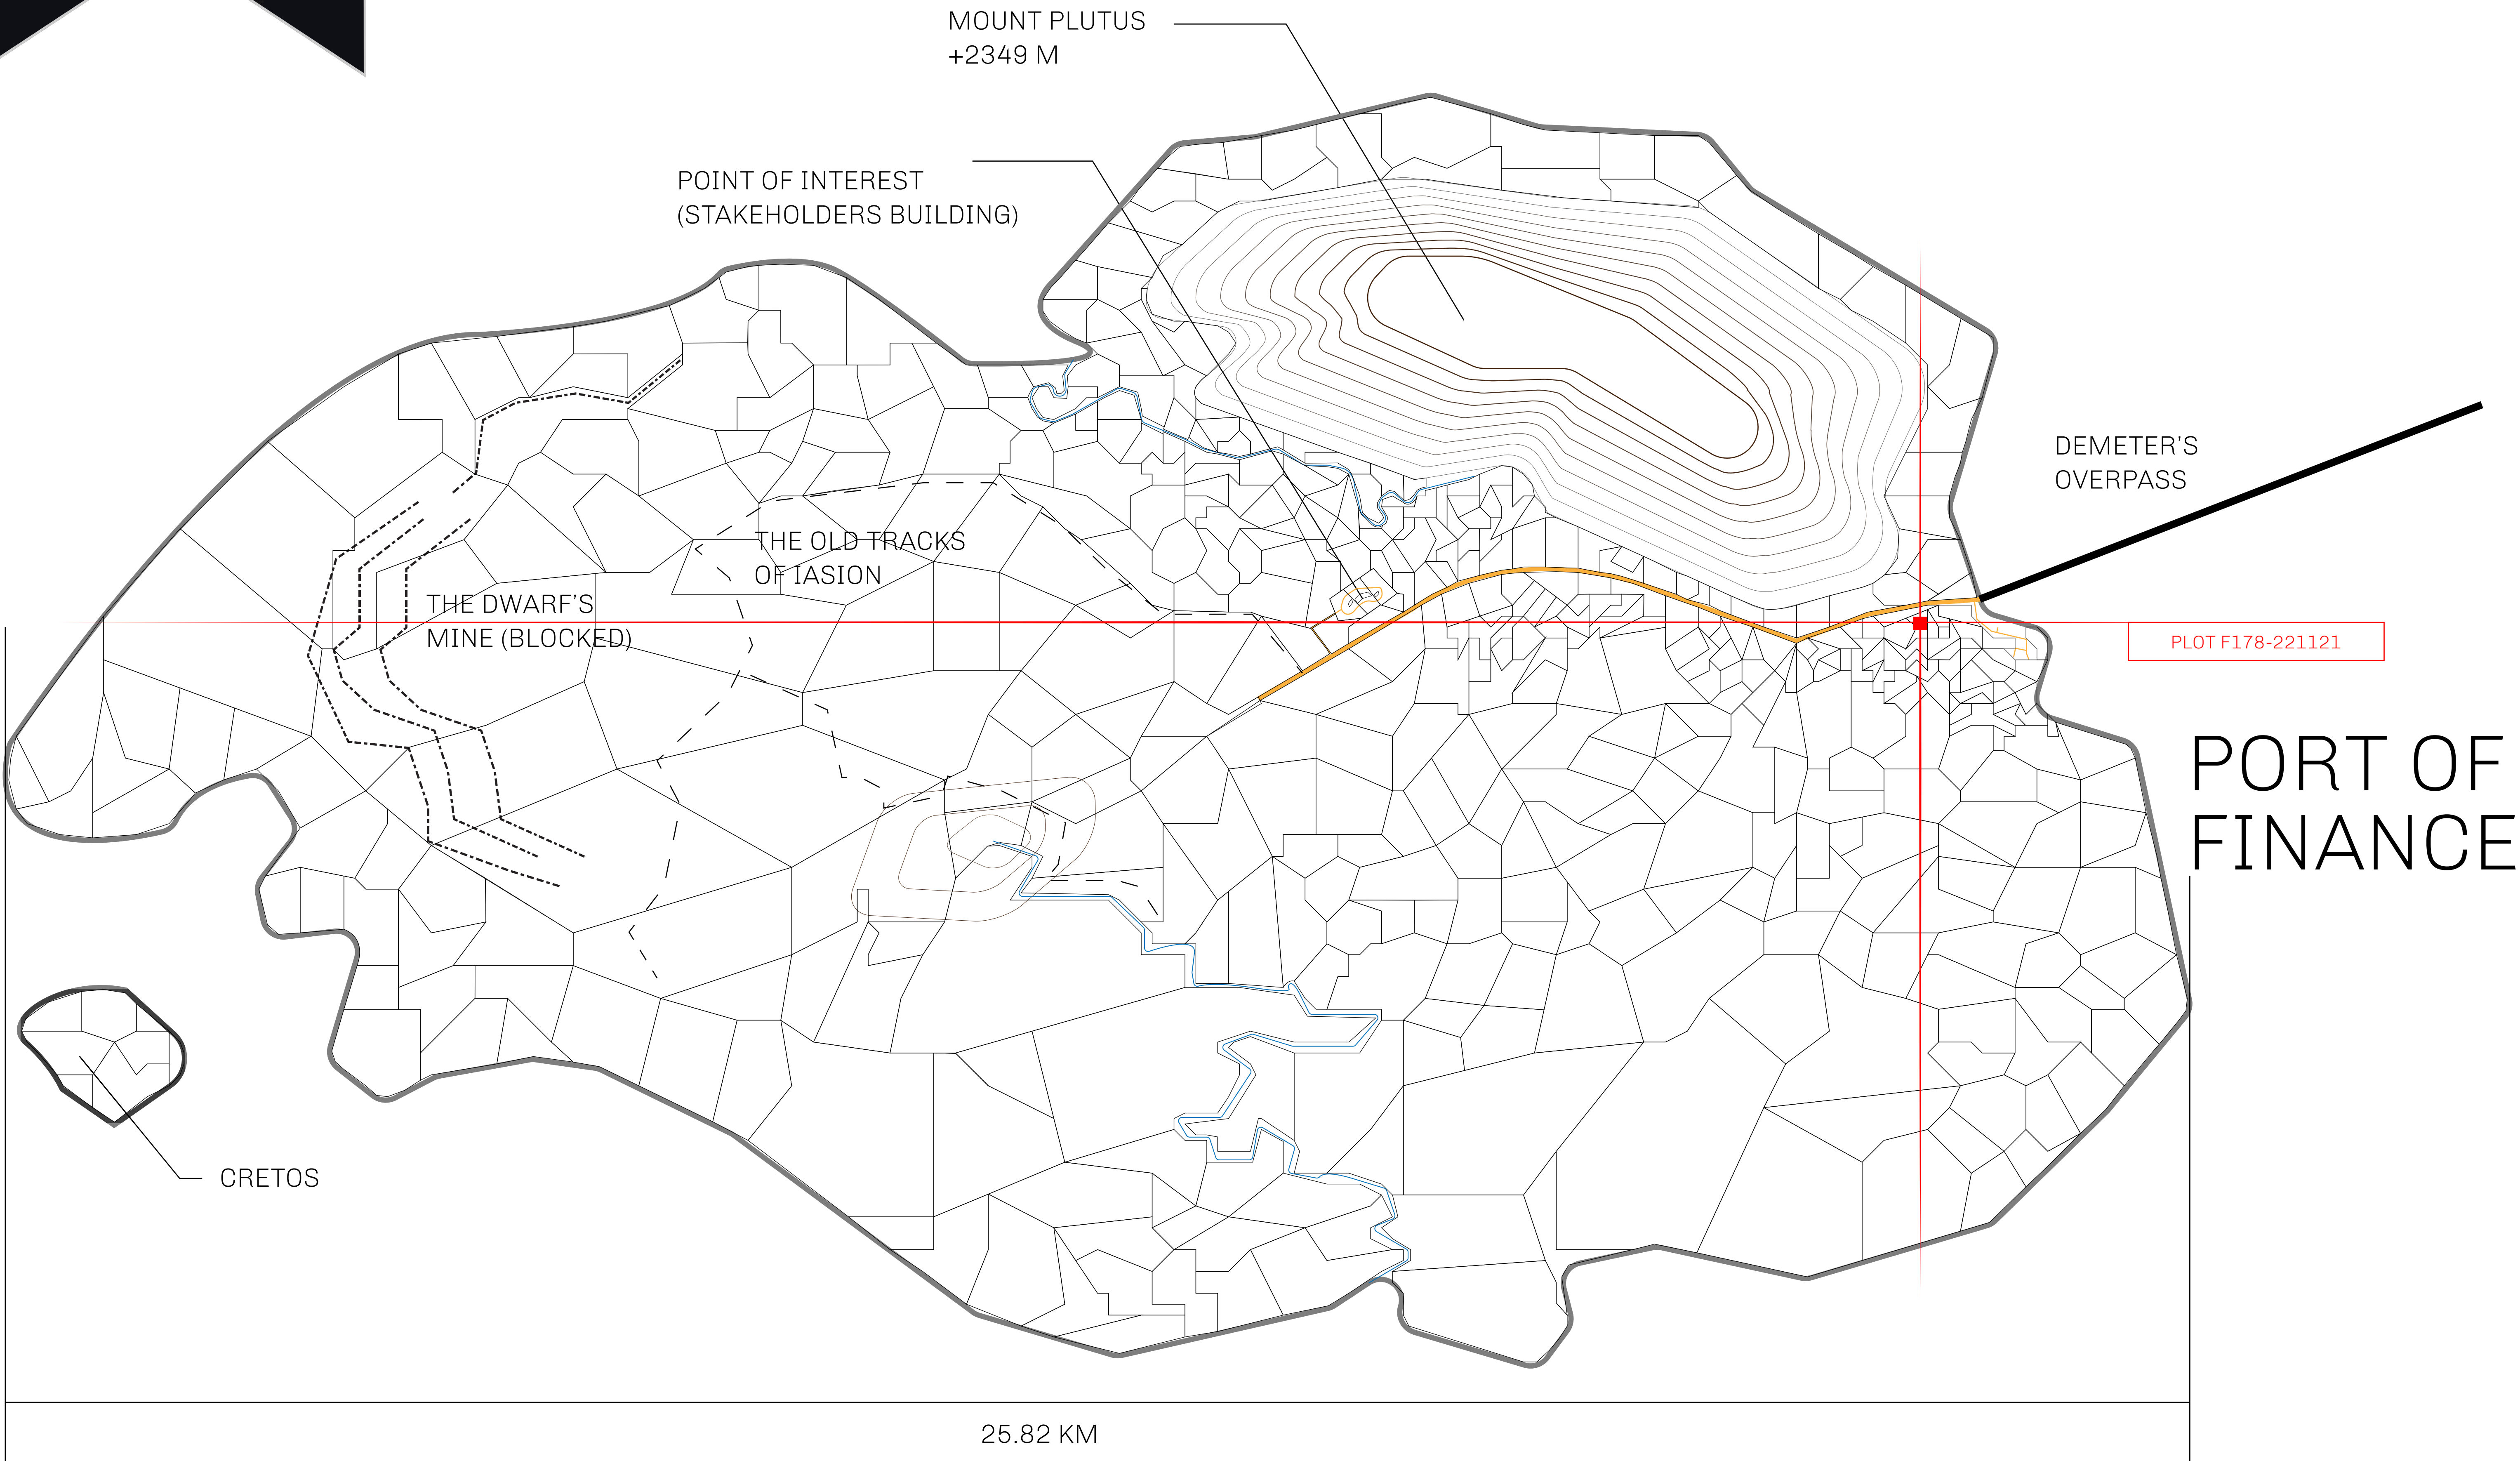 MOUNT PLUTUS
+2349 M
POINT OF INTEREST
(STAKEHOLDERS BUILDING)
DEMETER'S
OVERPASS
THE OLD TRACKS
OF IASION
THE DWARF'S
MINE (BLOCKED)
PLOT F178-221121
PORT OF
FINANCE
CRETOS
25.82 KM